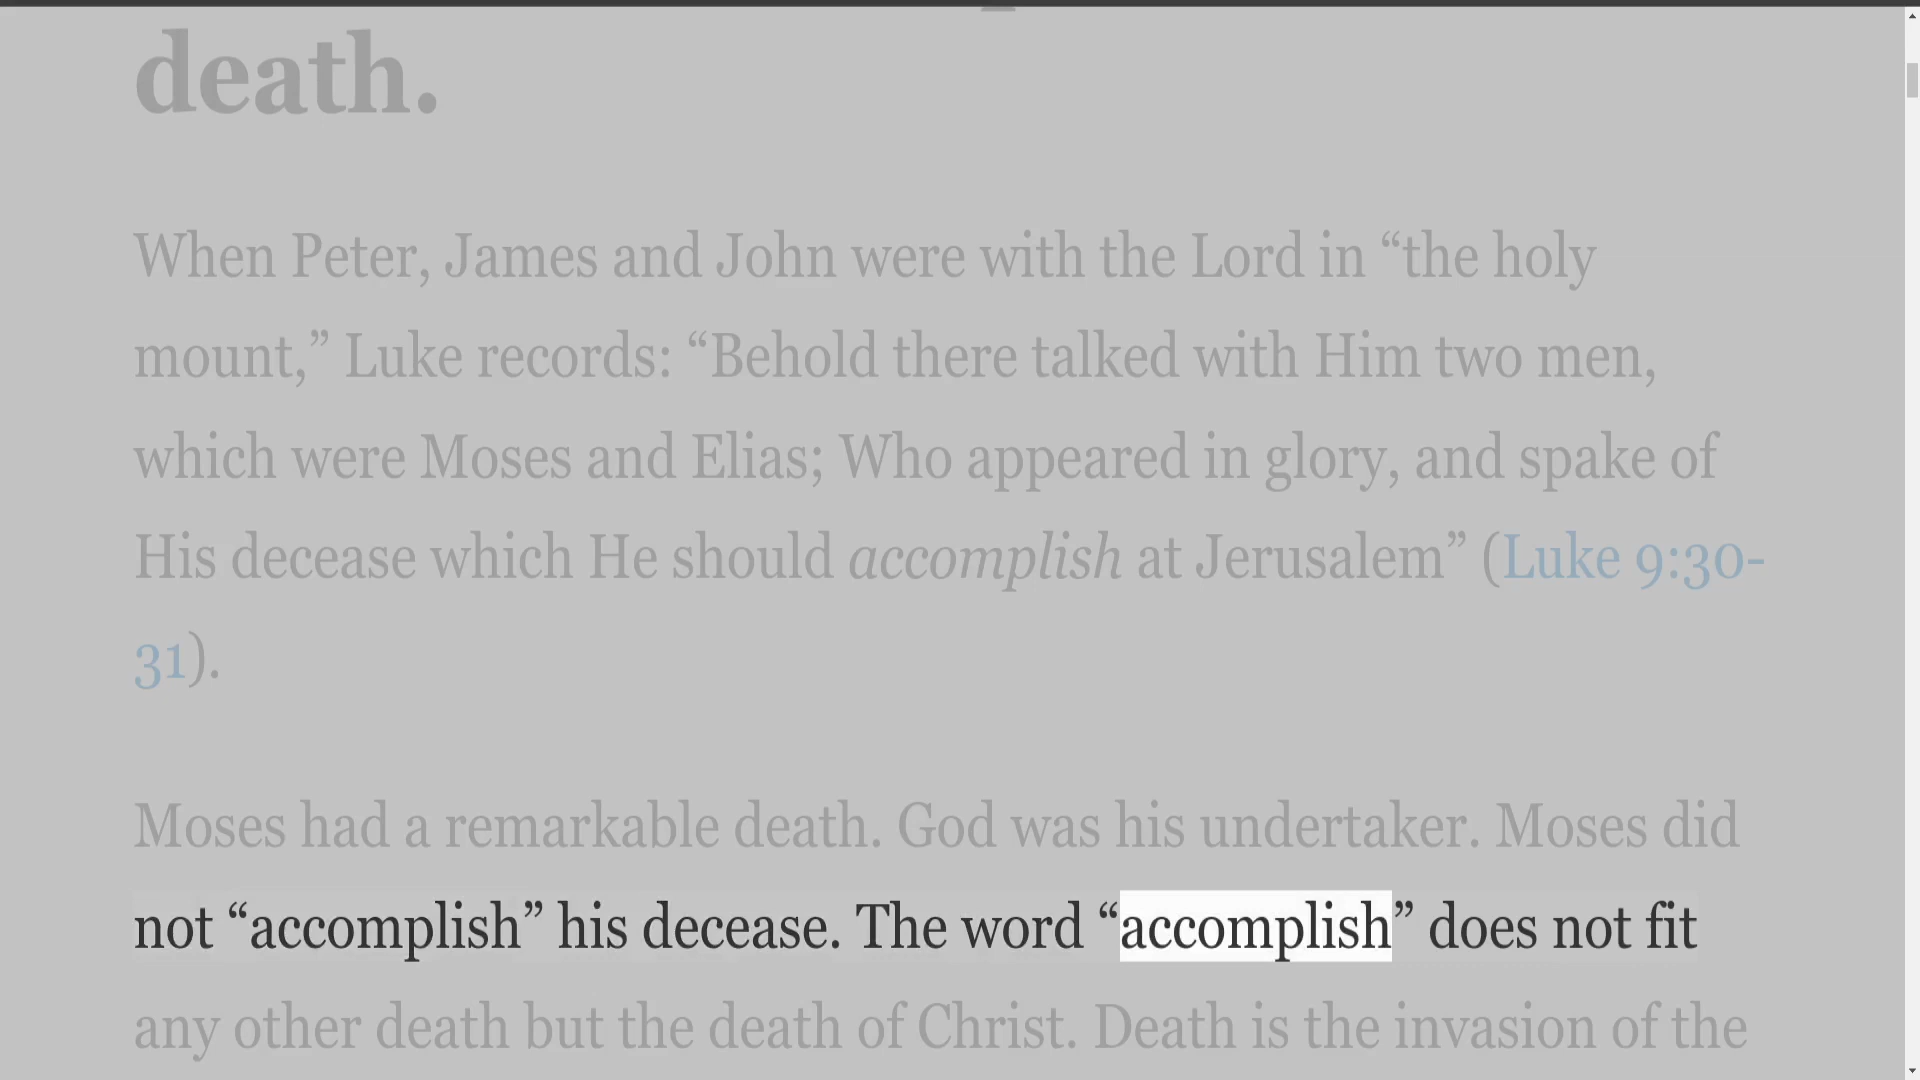 death.
When Peter, James and John were with the Lord in “the holy
mount,” Luke records: “Behold there talked with Him two men,
which were Moses and Elias; Who appeared in glory, and spake of
His decease which He should accomplish at Jerusalem” (Luke 9:30-
31).
Moses had a remarkable death. God was his undertaker. Moses did
not “accomplish” his decease. The word “accomplish” does not fit
any other death but the death of Christ. Death is the invasion of the